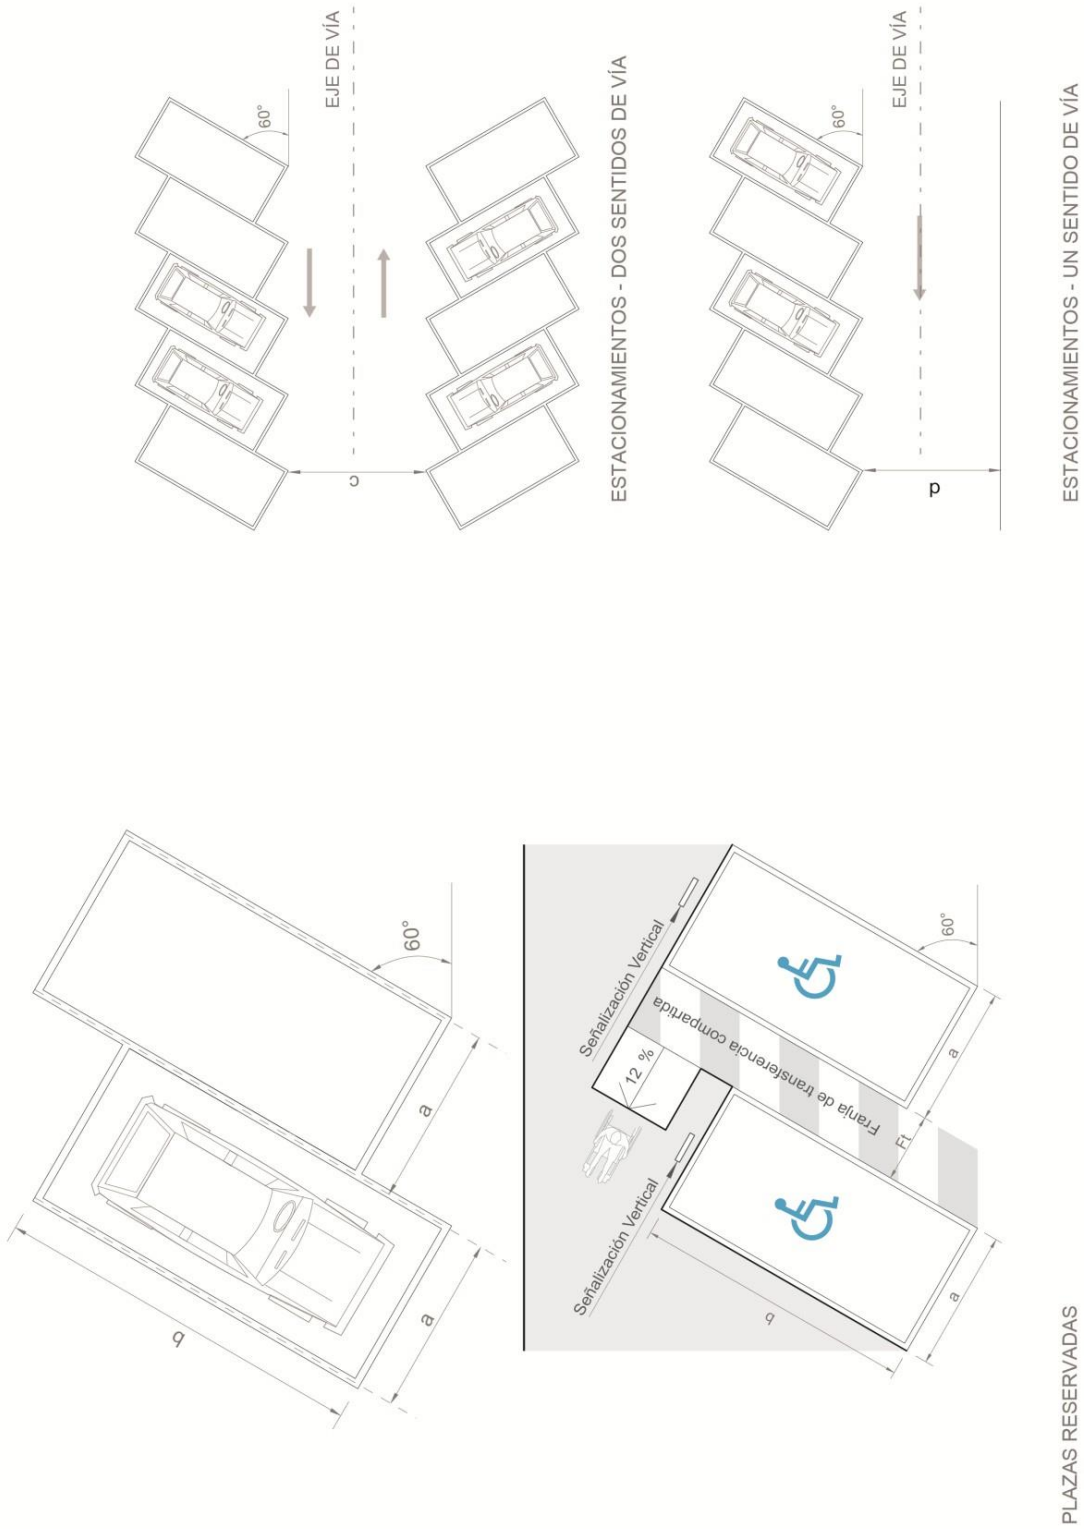 EJE DE VÍA
60°
c
ESTACIONAMIENTOS - DOS SENTIDOS DE VÍA
EJE DE VÍA
60°
d
ESTACIONAMIENTOS - UN SENTIDO DE VÍA
60°
a
a
b
Señalización Vertical
12 %
Franja de transferencia compartida
Señalización Vertical
60°
a
Ft
a
b
PLAZAS RESERVADAS